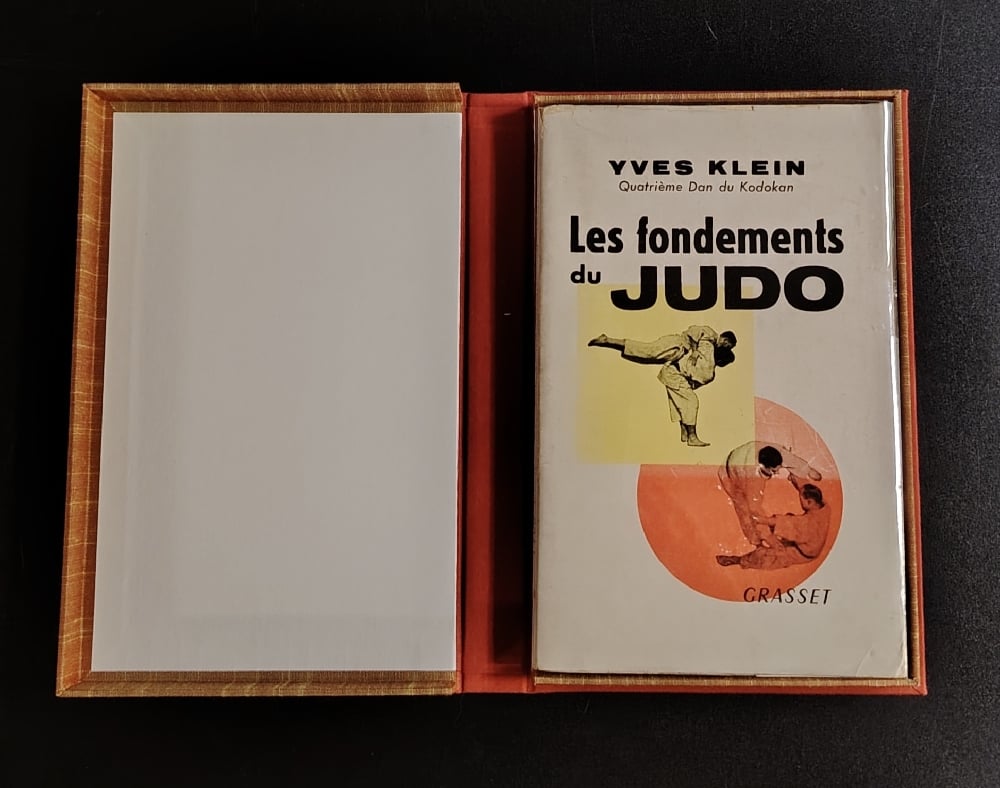 YVES KLEIN
Quatrième Dan du Kodokan
Les fondements
du JUDO
GRASSET